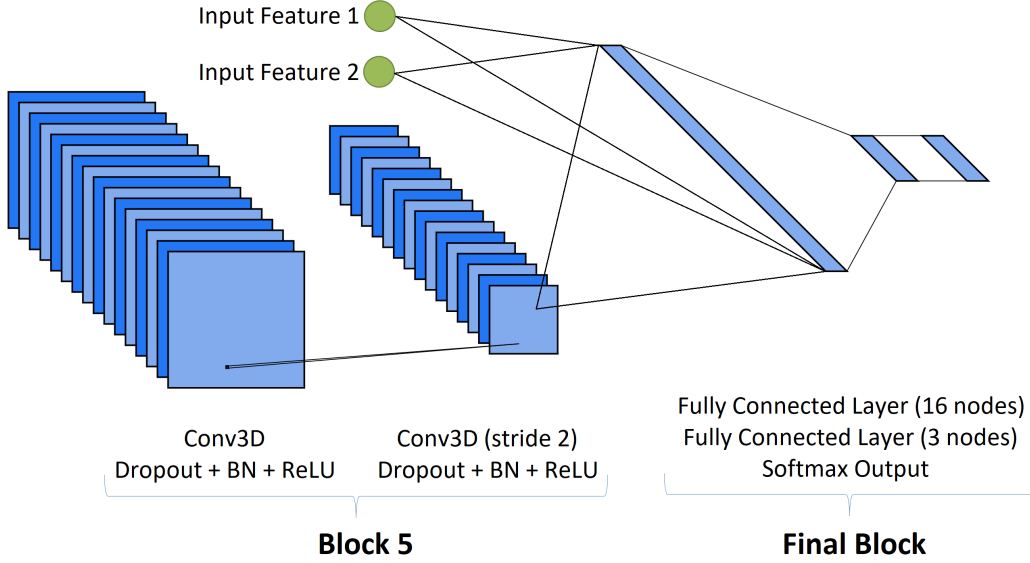 Input Feature 1
Input Feature 2
Conv3D
Dropout + BN + ReLU
Conv3D (stride 2)
Dropout + BN + ReLU
Fully Connected Layer (16 nodes)
Fully Connected Layer (3 nodes)
Softmax Output
Block 5
Final Block